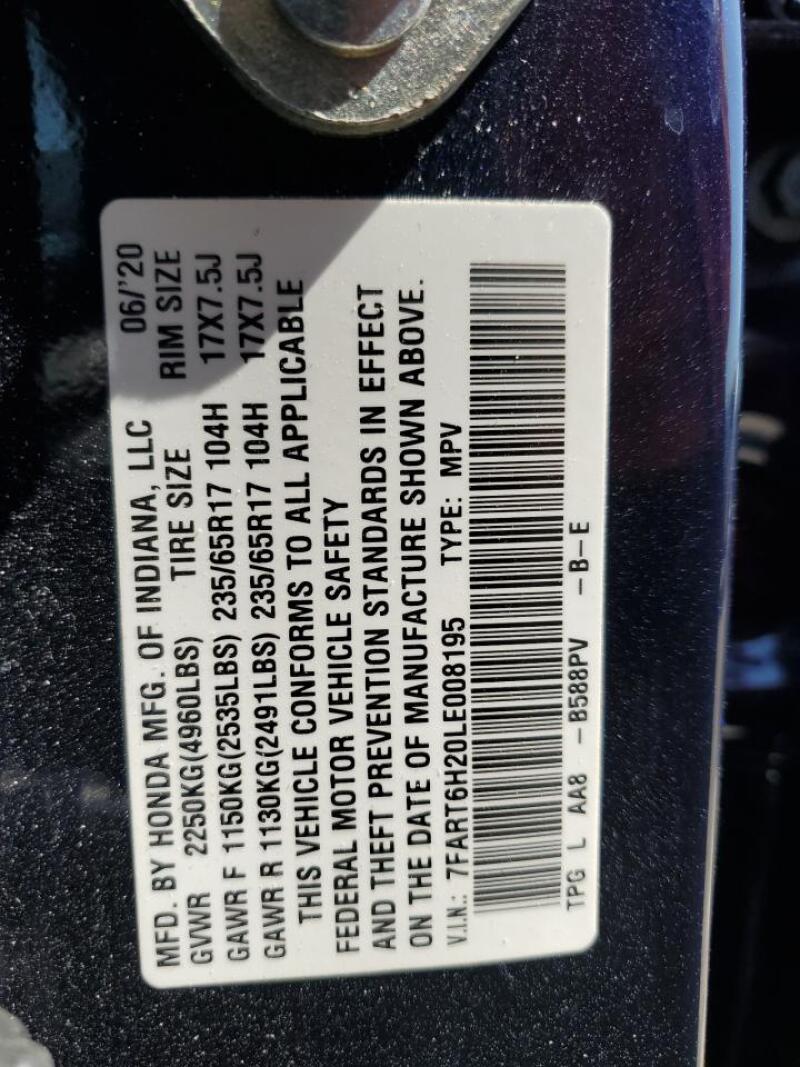 MFD. BY HONDA MFG. OF INDIANA, LLC 06/'20
GVWR 2250KG(4960LBS) TIRE SIZE RIM SIZE
GAWR F 1150KG(2535LBS) 235/65R17 104H 17X7.5J
GAWR R 1130KG(2491LBS) 235/65R17 104H 17X7.5J
THIS VEHICLE CONFORMS TO ALL APPLICABLE
FEDERAL MOTOR VEHICLE SAFETY
AND THEFT PREVENTION STANDARDS IN EFFECT
ON THE DATE OF MANUFACTURE SHOWN ABOVE.
V.I.N.: 7FART6H20LE008195 TYPE: MPV
TPG L AA8 -B588PV -B-E